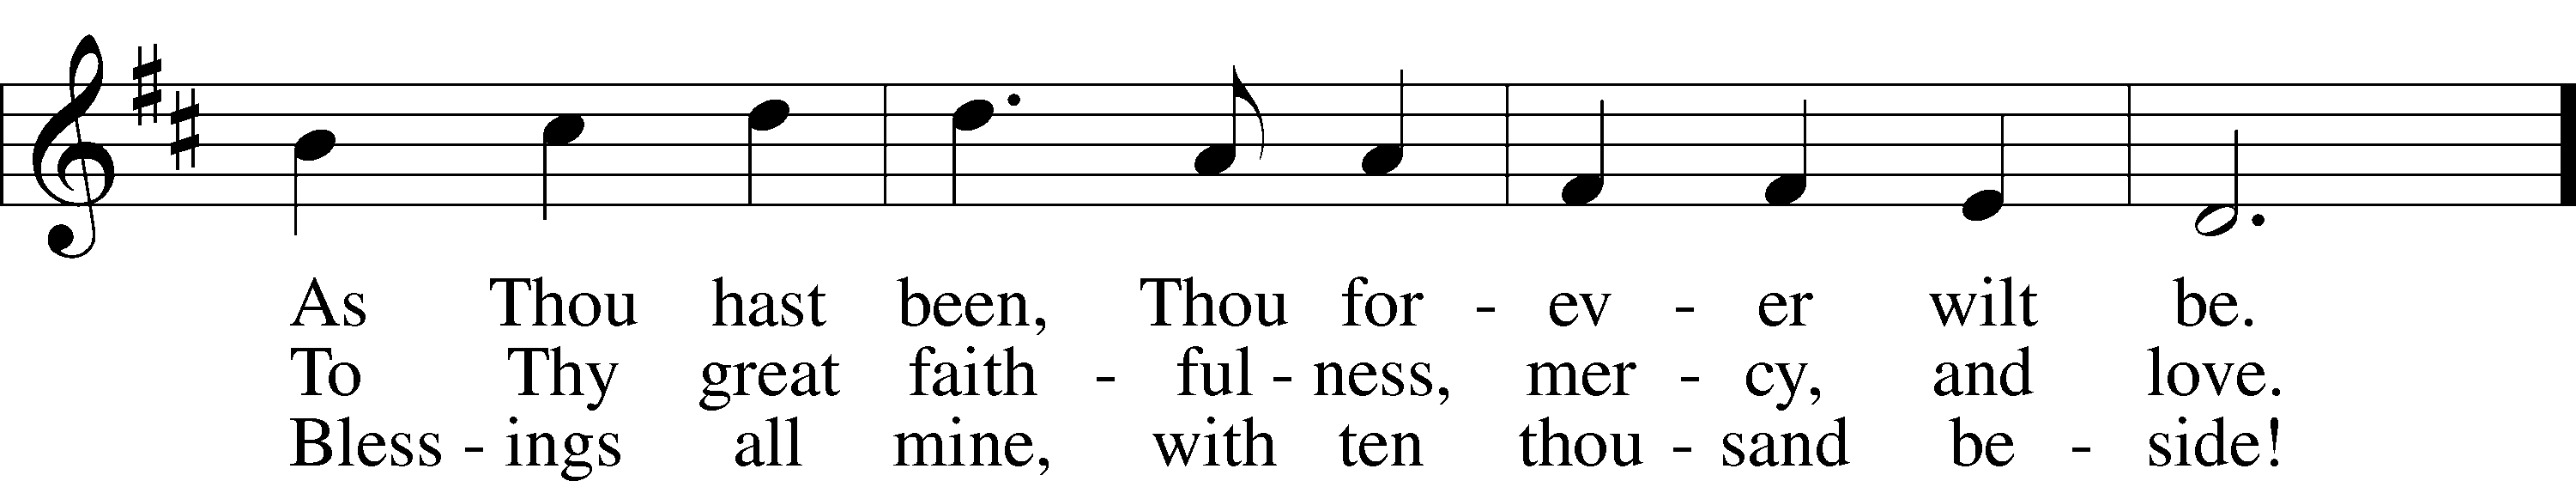 As Thou hast been, Thou for - ev - er wilt be.
To Thy great faith - ful - ness, mer - cy, and love.
Bless - ings all mine, with ten thou - sand be - side!